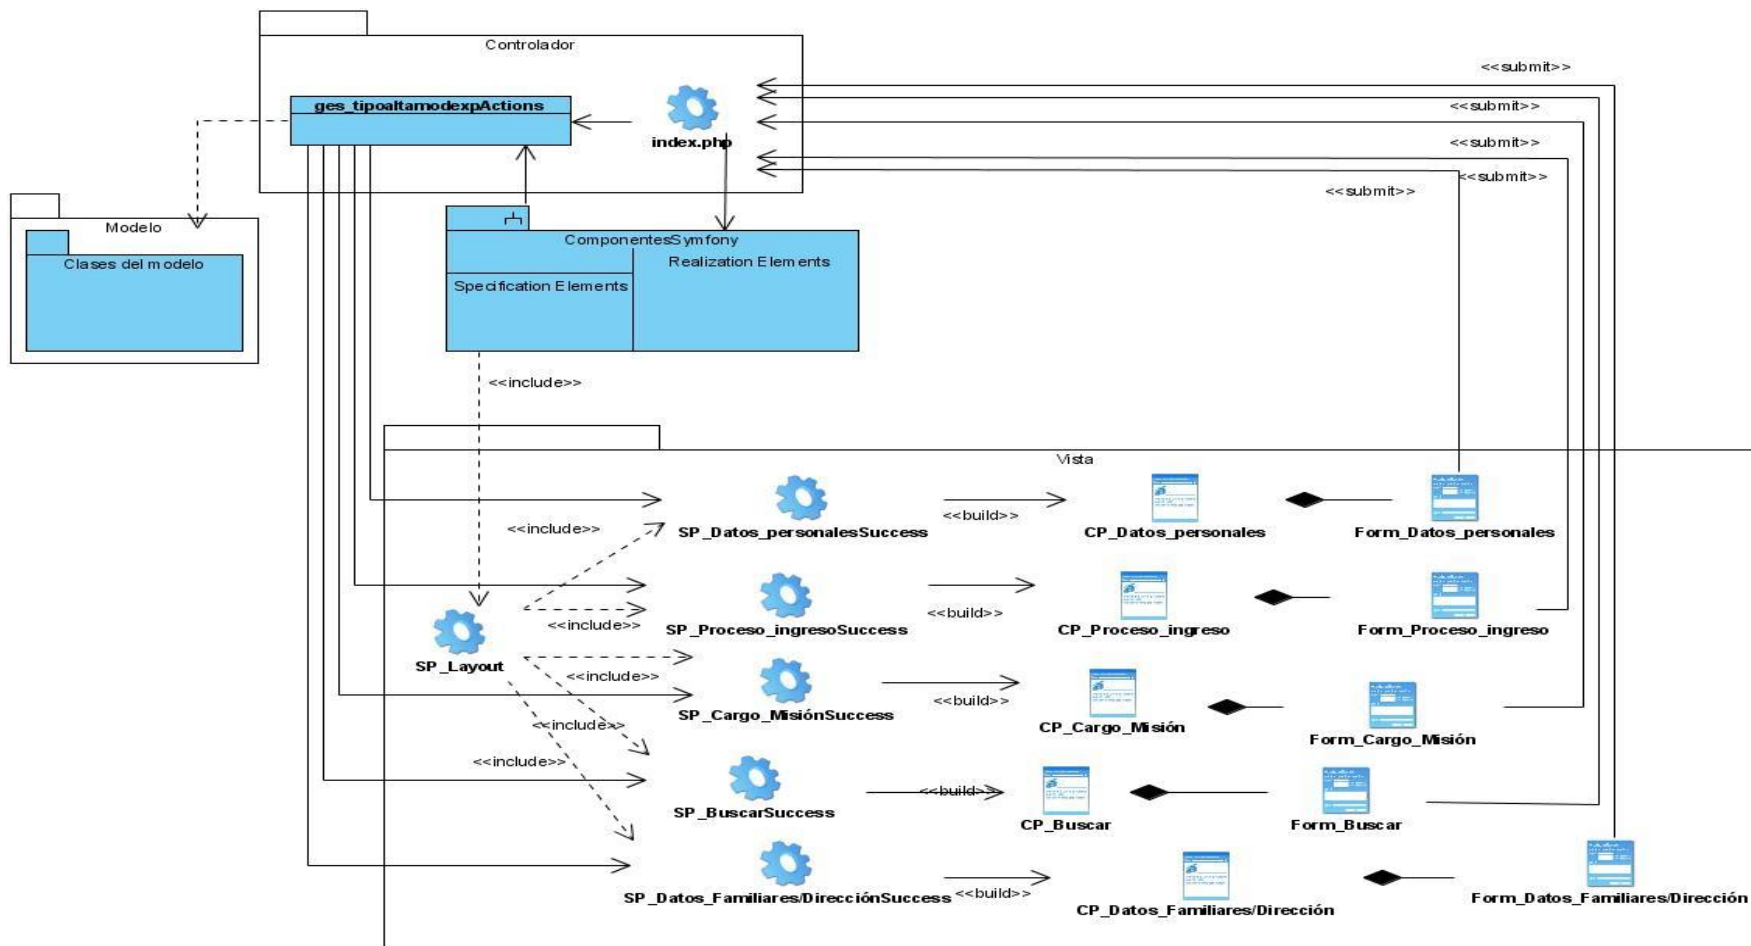 Controlador
<<submit>>
ges_tipoaltamodexpActions
<<submit>>
index.php
<<submit>>
<<submit>>
<<submit>>
Modelo
ComponentesSymfony
Clases del modelo
Realization Elements
Specification Elements
<<include>>
Vista
<<include>>
<<build>>
SP_Datos_personalesSuccess
CP_Datos_personales
Form_Datos_personales
<<include>>
<<build>>
SP_Proceso_ingresoSuccess
CP_Proceso_ingreso
Form_Proceso_ingreso
SP_Layout
<<include>>
<<build>>
SP_Cargo_MisiónSuccess
CP_Cargo_Misión
Form_Cargo_Misión
<<include>>
<<include>>
<<build>>
SP_BuscarSuccess
CP_Buscar
Form_Buscar
<<build>>
SP_Datos_Familiares/DirecciónSuccess
CP_Datos_Familiares/Dirección
Form_Datos_Familiares/Dirección